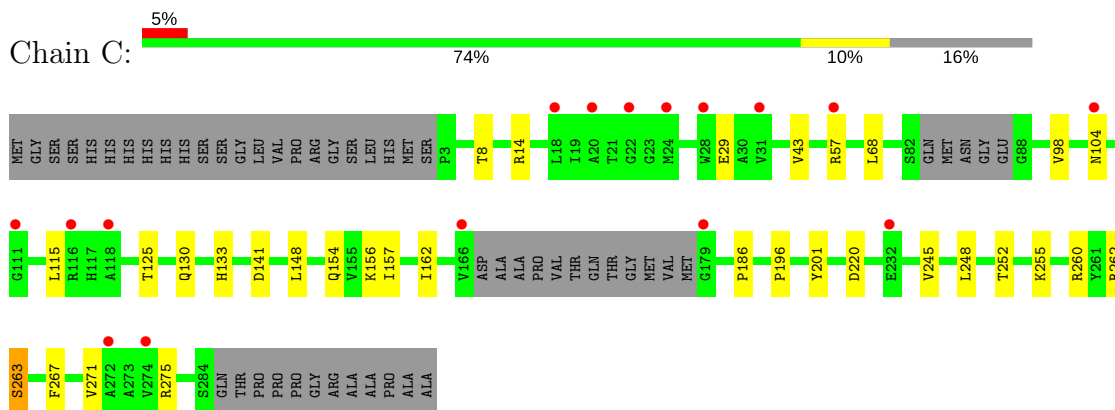 5%
Chain C:
74% 10% 16%
MET GLY SER SER HIS HIS HIS HIS HIS HIS SER SER GLY LEU VAL PRO ARG GLY SER LEU HIS MET SER P3 T8 R14 L18 I19 A20 T21 G22 G23 M24 W28 E29 A30 V31 V43 R57 L68 S82 GLN MET ASN GLY GLU G88 V98 N104
G111 L115 R116 H117 A118 T125 Q130 H133 D141 L148 Q154 V155 K156 I157 I162 V166 ASP ALA ALA PRO VAL THR GLN THR GLY MET VAL MET G179 P186 P196 Y201 D220 E232 V245 L248 T252 K255 R260 Y261
S263 F267 V271 A272 A273 V274 R275 S284 GLN THR PRO PRO PRO GLY ARG ALA ALA PRO ALA ALA